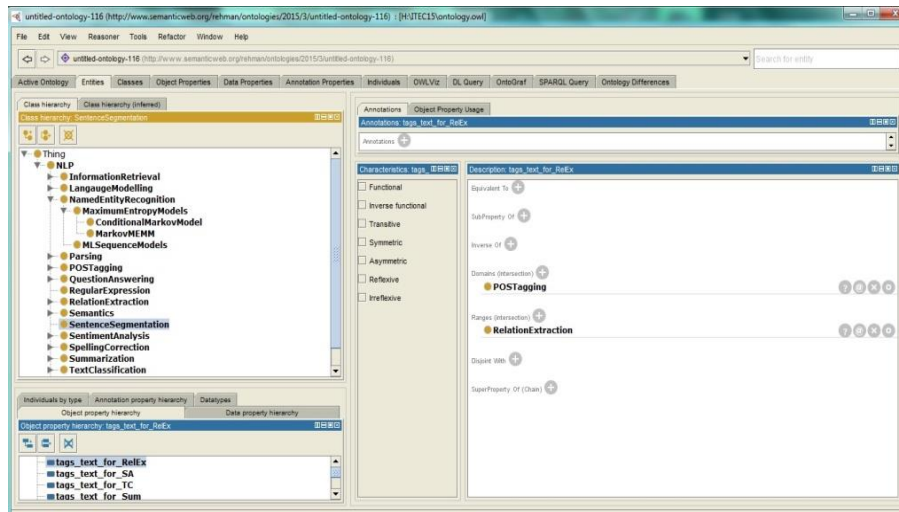 untitled-ontology-116 (http://www.semanticweb.org/rehman/ontologies/2015/3/untitled-ontology-116) : [H:\ITEC15\ontology.owl]
File Edit View Reasoner Tools Refactor Window Help
untitled-ontology-116 (http://www.semanticweb.org/rehman/ontologies/2015/3/untitled-ontology-116)
Search for entity
Active Ontology Entities Classes Object Properties Data Properties Annotation Properties Individuals OWLViz DL Query OntoGraf SPARQL Query Ontology Differences
Class hierarchy Class hierarchy (inferred)
Class hierarchy: SentenceSegmentation
Thing
NLP
InformationRetrieval
LangaugeModelling
NamedEntityRecognition
MaximumEntropyModels
ConditionalMarkovModel
MarkovMEMM
MLSequenceModels
Parsing
POSTagging
QuestionAnswering
RegularExpression
RelationExtraction
Semantics
SentenceSegmentation
SentimentAnalysis
SpellingCorrection
Summarization
TextClassification
Individuals by type Annotation property hierarchy Datatypes
Object property hierarchy Data property hierarchy
Object property hierarchy: tags_text_for_RelEx
tags_text_for_RelEx
tags_text_for_SA
tags_text_for_TC
tags_text_for_Sum
Annotations Object Property Usage
Annotations: tags_text_for_RelEx
Annotations
Characteristics: tags_
Functional
Inverse functional
Transitive
Symmetric
Asymmetric
Reflexive
Irreflexive
Description: tags_text_for_RelEx
Equivalent To
SubProperty Of
Inverse Of
Domains (intersection)
POSTagging
Ranges (intersection)
RelationExtraction
Disjoint With
SuperProperty Of (Chain)